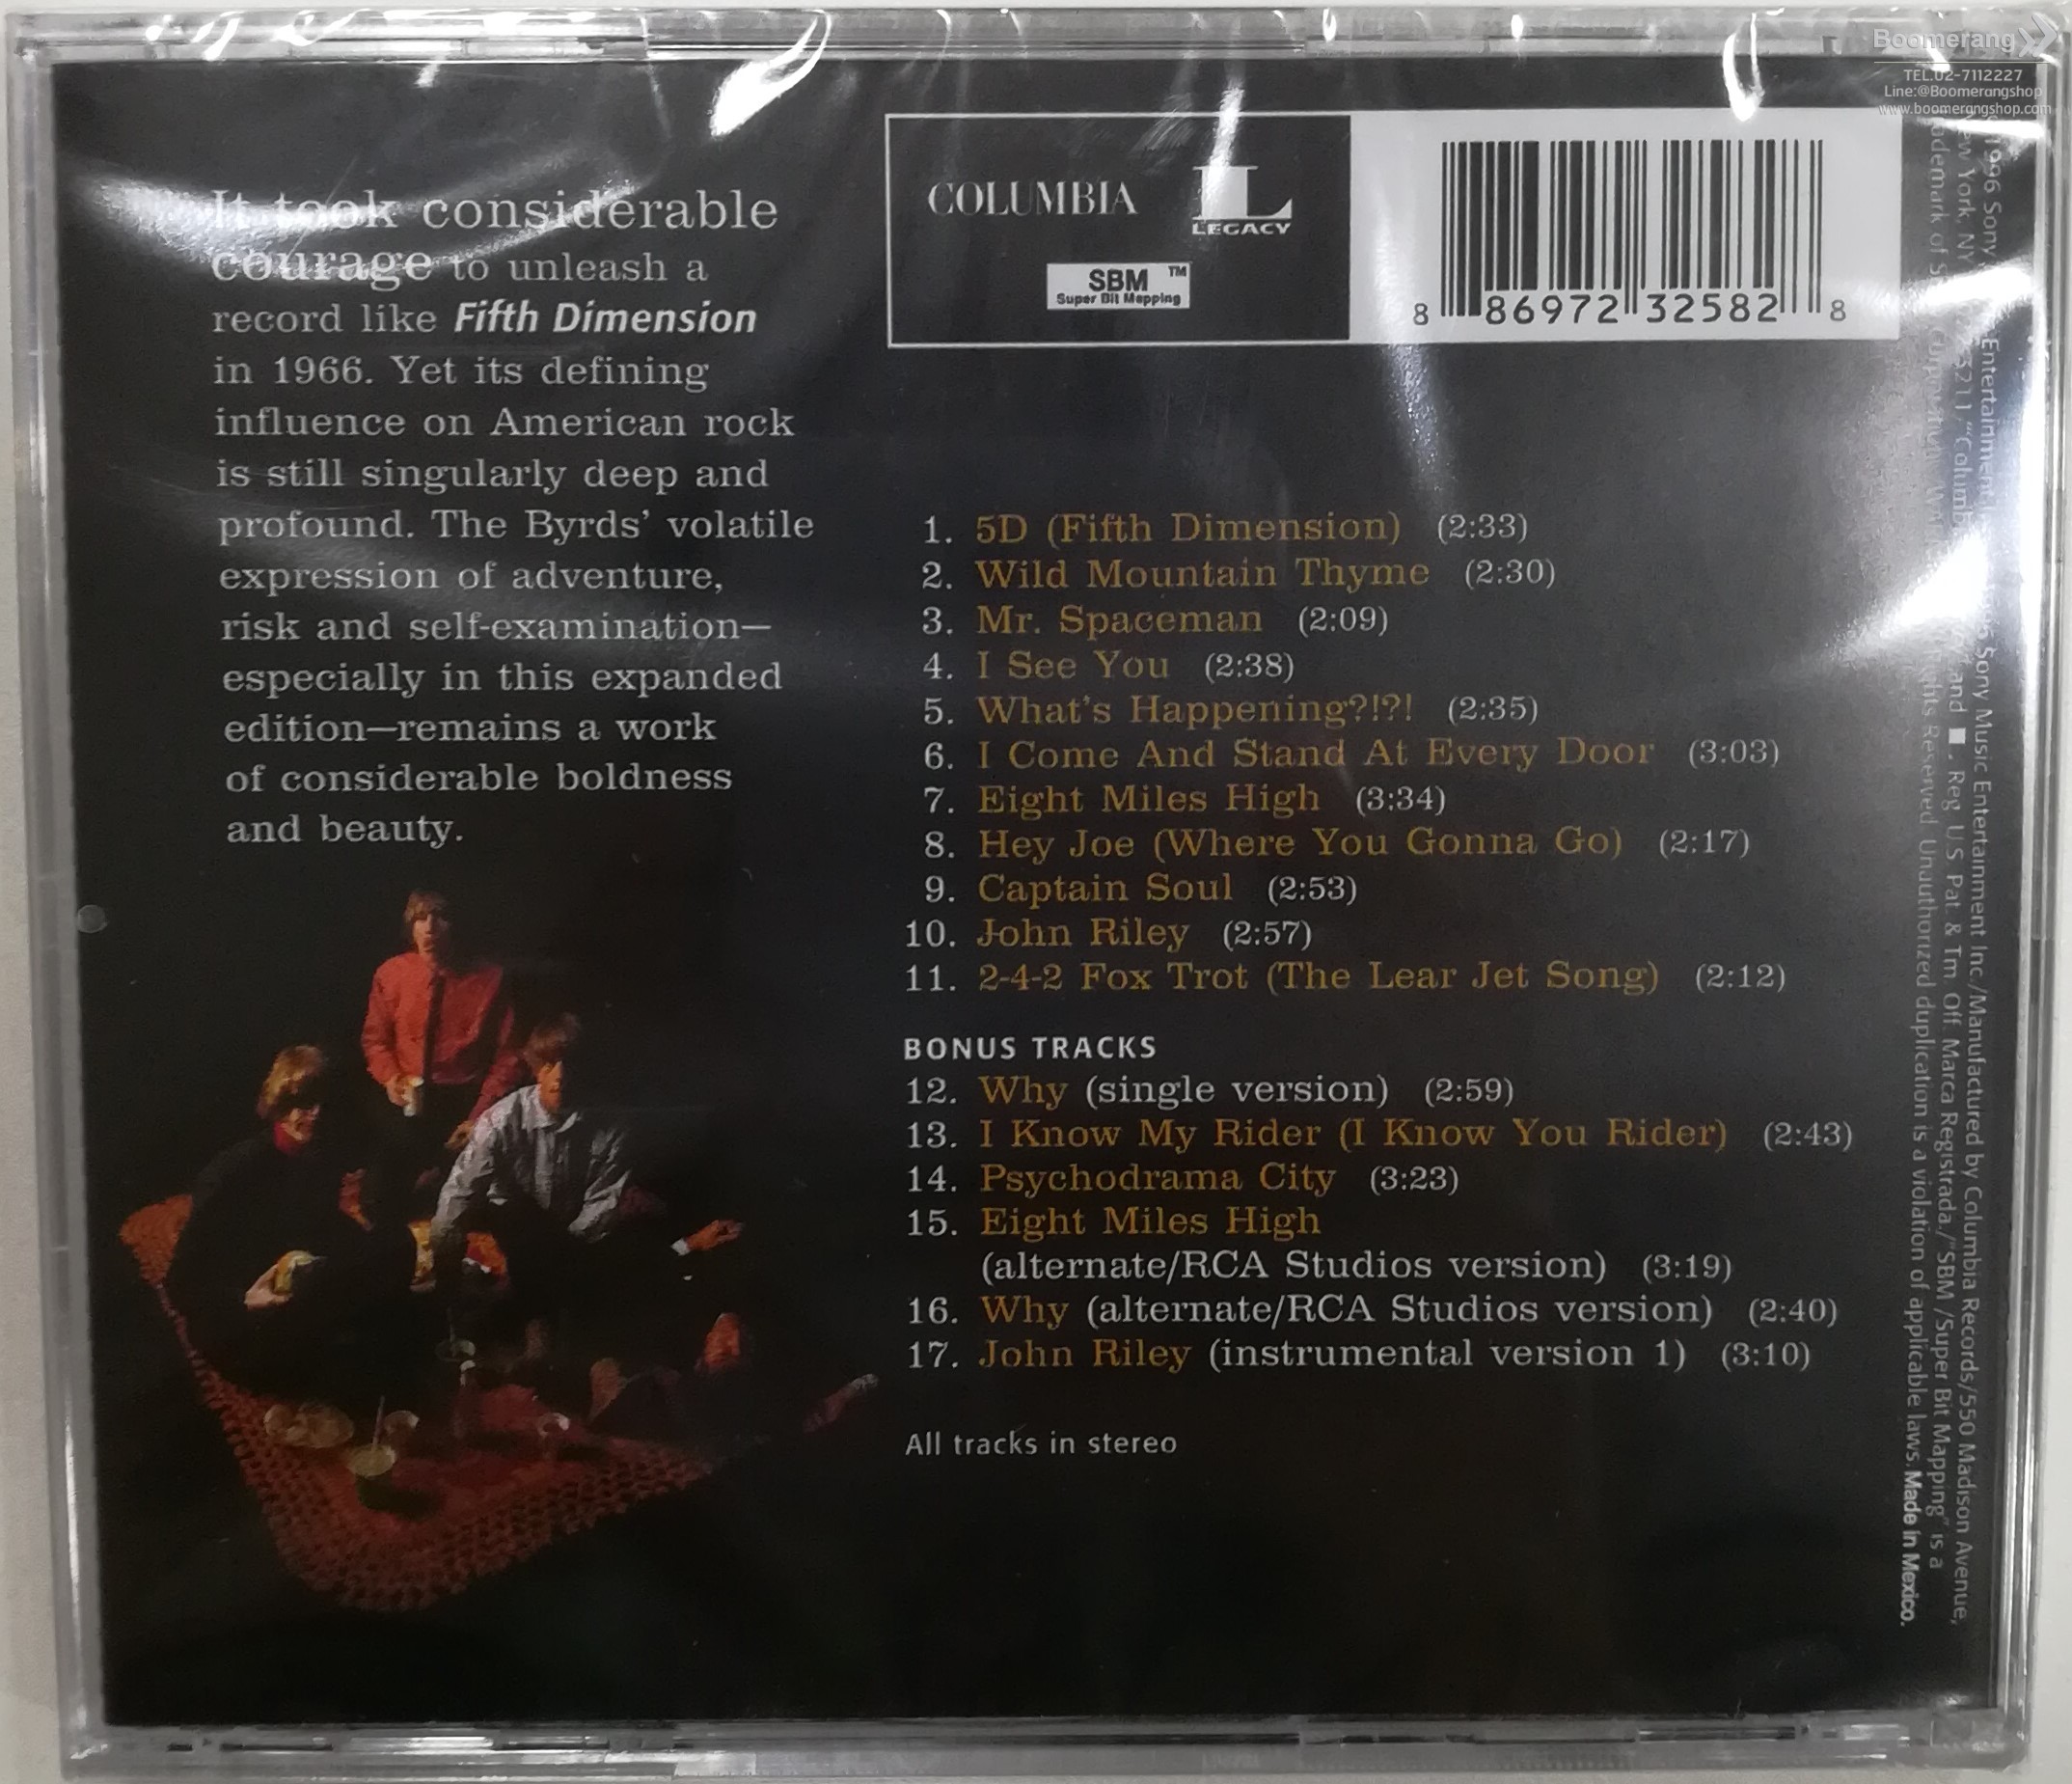 Boomerang
TEL.02-7112227
Line:@Boomerangshop
www.boomerangshop.com
It took considerable
courage to unleash a
record like Fifth Dimension
in 1966. Yet its defining
influence on American rock
is still singularly deep and
profound. The Byrds' volatile
expression of adventure,
risk and self-examination—
especially in this expanded
edition—remains a work
of considerable boldness
and beauty.
COLUMBIA
L
LEGACY
SBM ™
Super Bit Mapping
8 86972 32582 8
1. 5D (Fifth Dimension) (2:33)
2. Wild Mountain Thyme (2:30)
3. Mr. Spaceman (2:09)
4. I See You (2:38)
5. What's Happening?!?! (2:35)
6. I Come And Stand At Every Door (3:03)
7. Eight Miles High (3:34)
8. Hey Joe (Where You Gonna Go) (2:17)
9. Captain Soul (2:53)
10. John Riley (2:57)
11. 2-4-2 Fox Trot (The Lear Jet Song) (2:12)
BONUS TRACKS
12. Why (single version) (2:59)
13. I Know My Rider (I Know You Rider) (2:43)
14. Psychodrama City (3:23)
15. Eight Miles High
(alternate/RCA Studios version) (3:19)
16. Why (alternate/RCA Studios version) (2:40)
17. John Riley (instrumental version 1) (3:10)
All tracks in stereo
1996 Sony Entertainment Sony Music Entertainment Inc./Manufactured by Columbia Records/550 Madison Avenue,
York, NY and ■, Reg. U.S. Pat. & Tm. Off. Marca Registrada./"SBM"/Super Bit Mapping" is a
of Reserved. Unauthorized duplication is a violation of applicable laws. Made in Mexico.